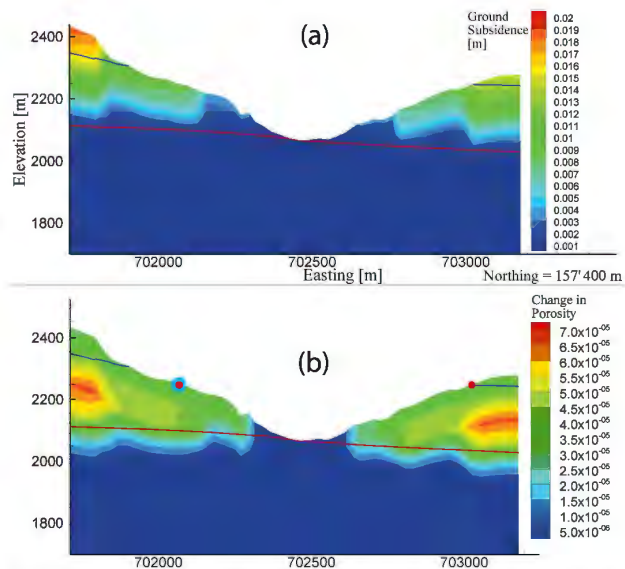 (a)
Ground
Subsidence
[m]
0.02
0.019
0.018
0.017
0.016
0.015
0.014
0.013
0.012
0.011
0.01
0.009
0.008
0.007
0.006
0.005
0.004
0.003
0.002
0.001
Elevation [m]
2400
2200
2000
1800
702000
702500
703000
Easting [m]
Northing = 157'400 m
(b)
Change in
Porosity
7.0x10⁻⁰⁵
6.5x10⁻⁰⁵
6.0x10⁻⁰⁵
5.5x10⁻⁰⁵
5.0x10⁻⁰⁵
4.5x10⁻⁰⁵
4.0x10⁻⁰⁵
3.5x10⁻⁰⁵
3.0x10⁻⁰⁵
2.5x10⁻⁰⁵
2.0x10⁻⁰⁵
1.5x10⁻⁰⁵
1.0x10⁻⁰⁵
5.0x10⁻⁰⁶
2400
2200
2000
1800
702000
702500
703000